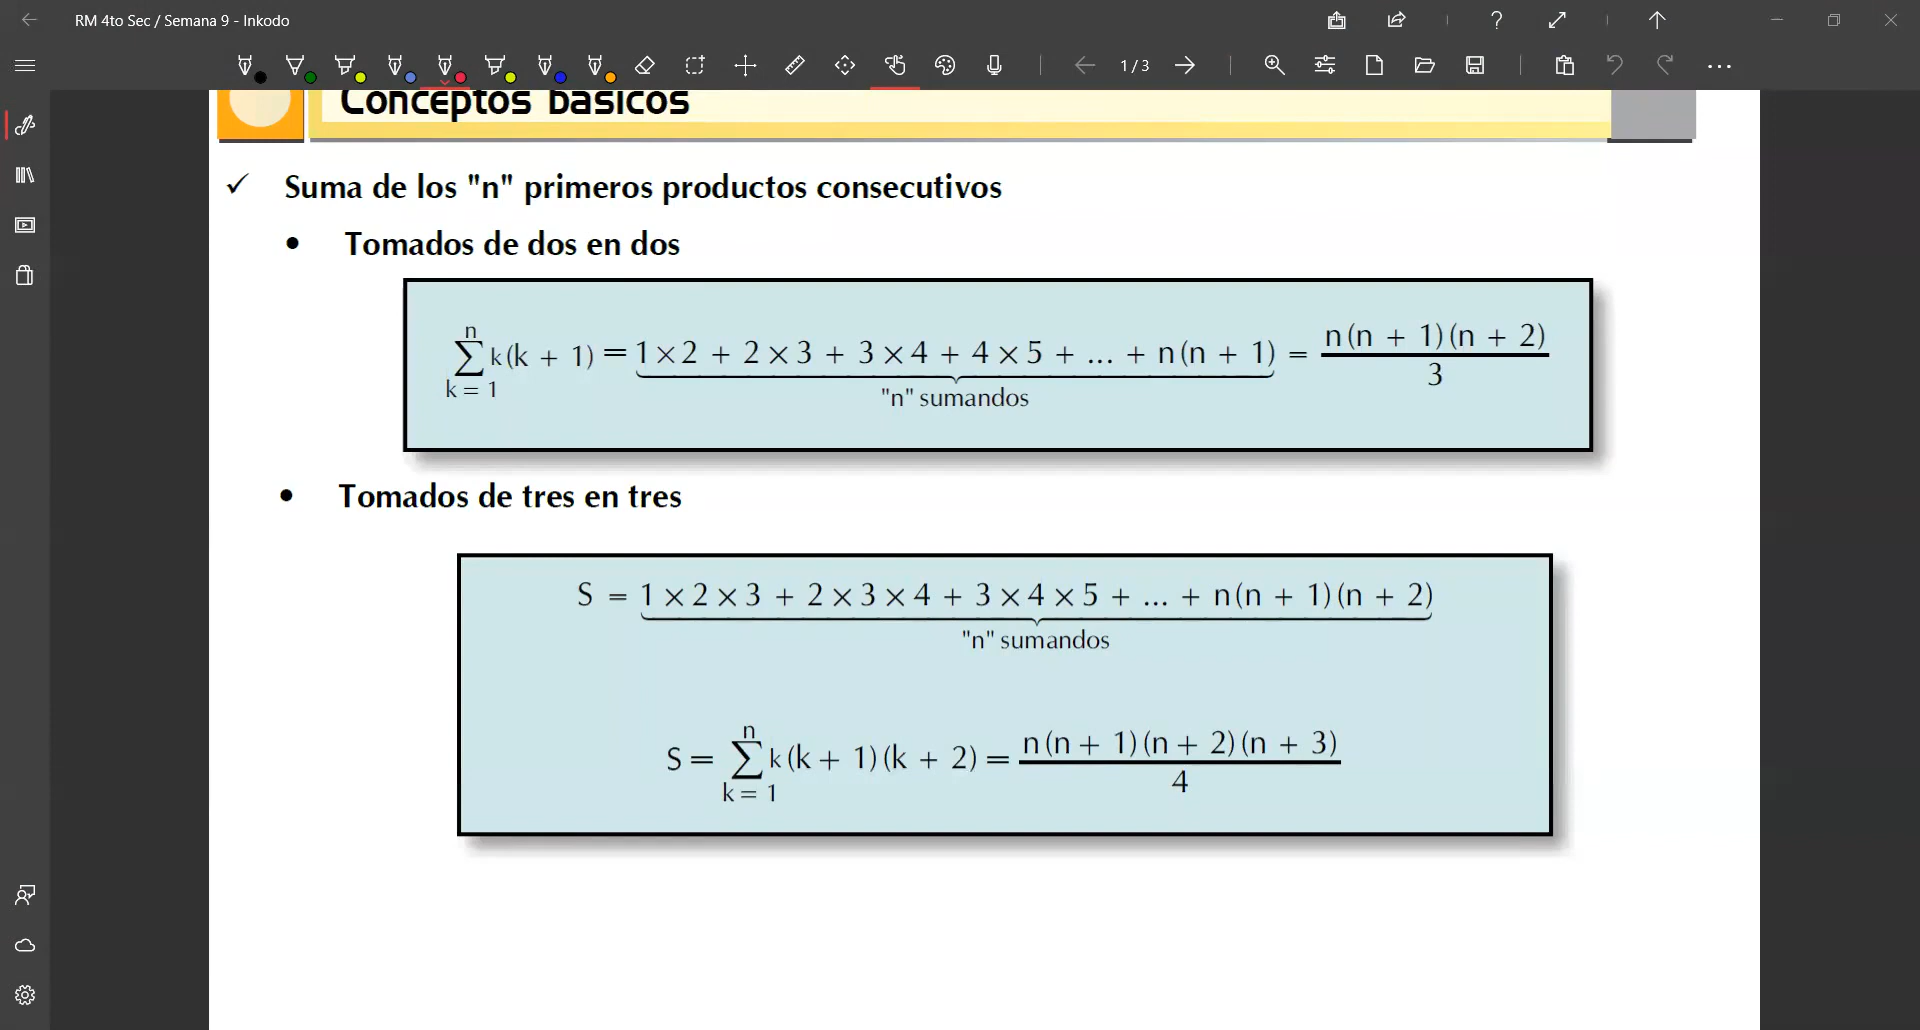 RM 4to Sec / Semana 9 - Inkodo
1 / 3
Conceptos básicos
✓ Suma de los "n" primeros productos consecutivos
• Tomados de dos en dos
n
∑ k(k + 1) = 1 × 2 + 2 × 3 + 3 × 4 + 4 × 5 + ... + n(n + 1) = n(n + 1)(n + 2) / 3
k = 1
"n" sumandos
• Tomados de tres en tres
S = 1 × 2 × 3 + 2 × 3 × 4 + 3 × 4 × 5 + ... + n(n + 1)(n + 2)
"n" sumandos
n
S = ∑ k(k + 1)(k + 2) = n(n + 1)(n + 2)(n + 3) / 4
k = 1